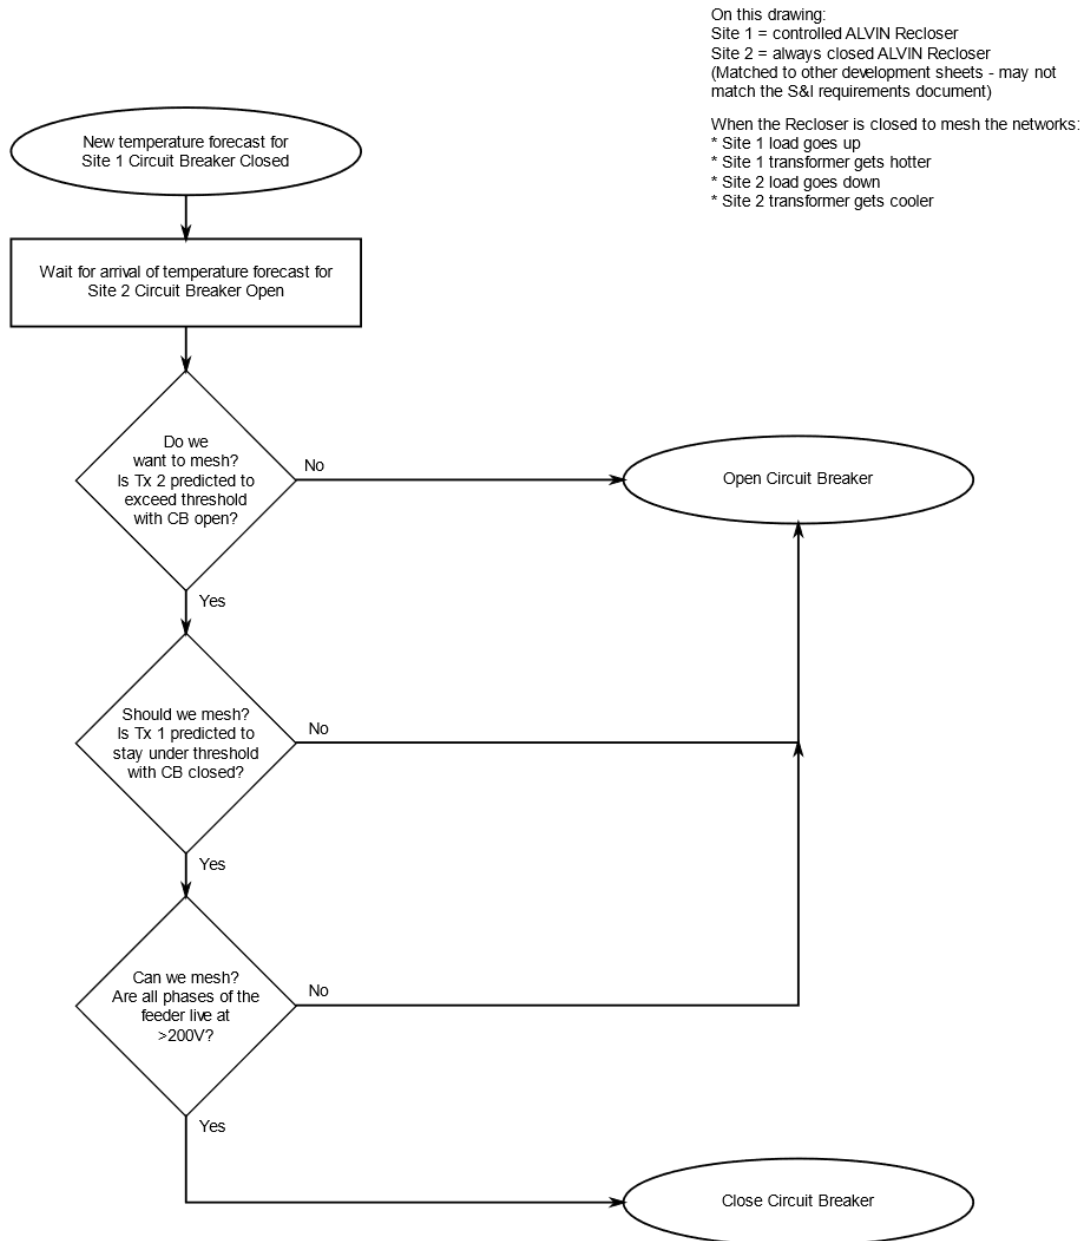 On this drawing:
Site 1 = controlled ALVIN Recloser
Site 2 = always closed ALVIN Recloser
(Matched to other development sheets - may not
match the S&I requirements document)
When the Recloser is closed to mesh the networks:
* Site 1 load goes up
* Site 1 transformer gets hotter
* Site 2 load goes down
* Site 2 transformer gets cooler
New temperature forecast for
Site 1 Circuit Breaker Closed
Wait for arrival of temperature forecast for
Site 2 Circuit Breaker Open
Do we
want to mesh?
Is Tx 2 predicted to
exceed threshold
with CB open?
No
Open Circuit Breaker
Yes
Should we mesh?
Is Tx 1 predicted to
stay under threshold
with CB closed?
No
Yes
Can we mesh?
Are all phases of the
feeder live at
>200V?
No
Yes
Close Circuit Breaker